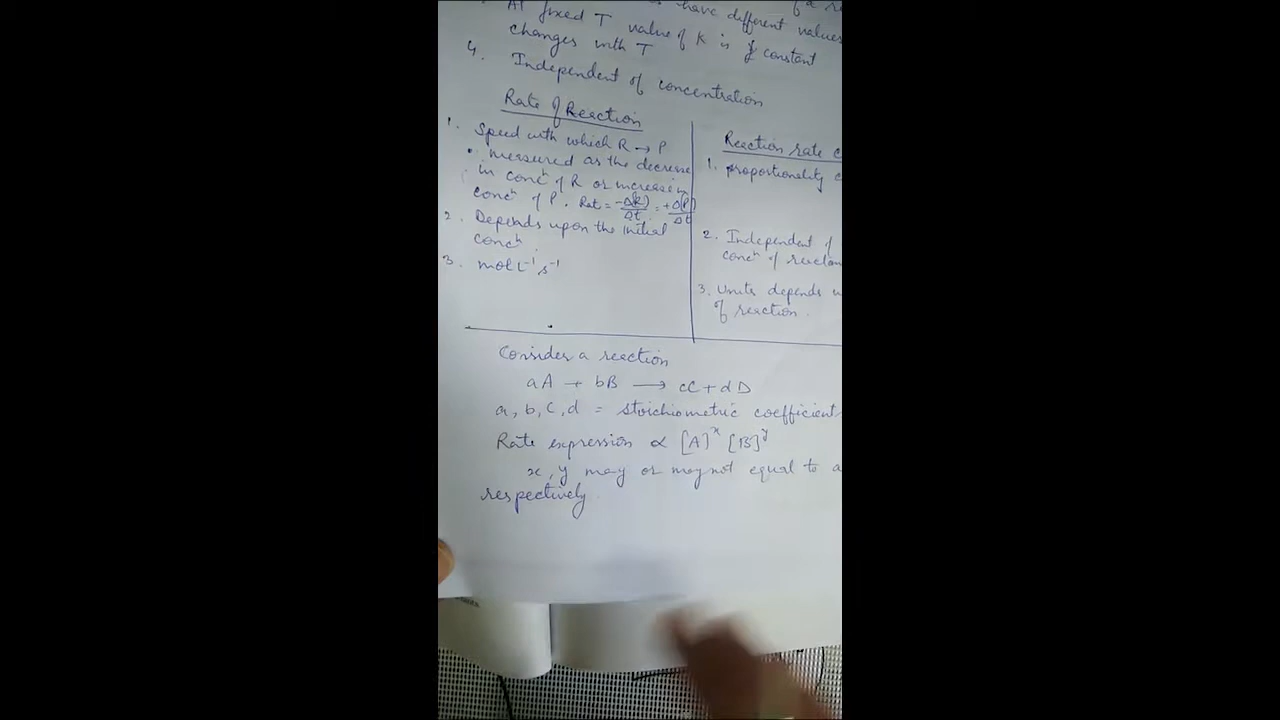 have different values
At fixed T value of K is constant
changes with T
4. Independent of concentration
Rate of Reaction
1. Speed with which R → P
• measured as the decrease
in concⁿ of R or increase in
concⁿ of P. Rate = -Δ[R]/Δt = +Δ[P]/Δt
2. Depends upon the initial
concⁿ.
3. mol L⁻¹ s⁻¹
Reaction rate c
1. proportionality c
2. Independent of
concⁿ of
3. Units depends
of reaction.
Consider a reaction
aA + bB → cC + dD
a, b, c, d = stoichiometric coefficient
Rate expression ∝ [A]ˣ [B]ʸ
x, y may or may not equal to a
respectively.